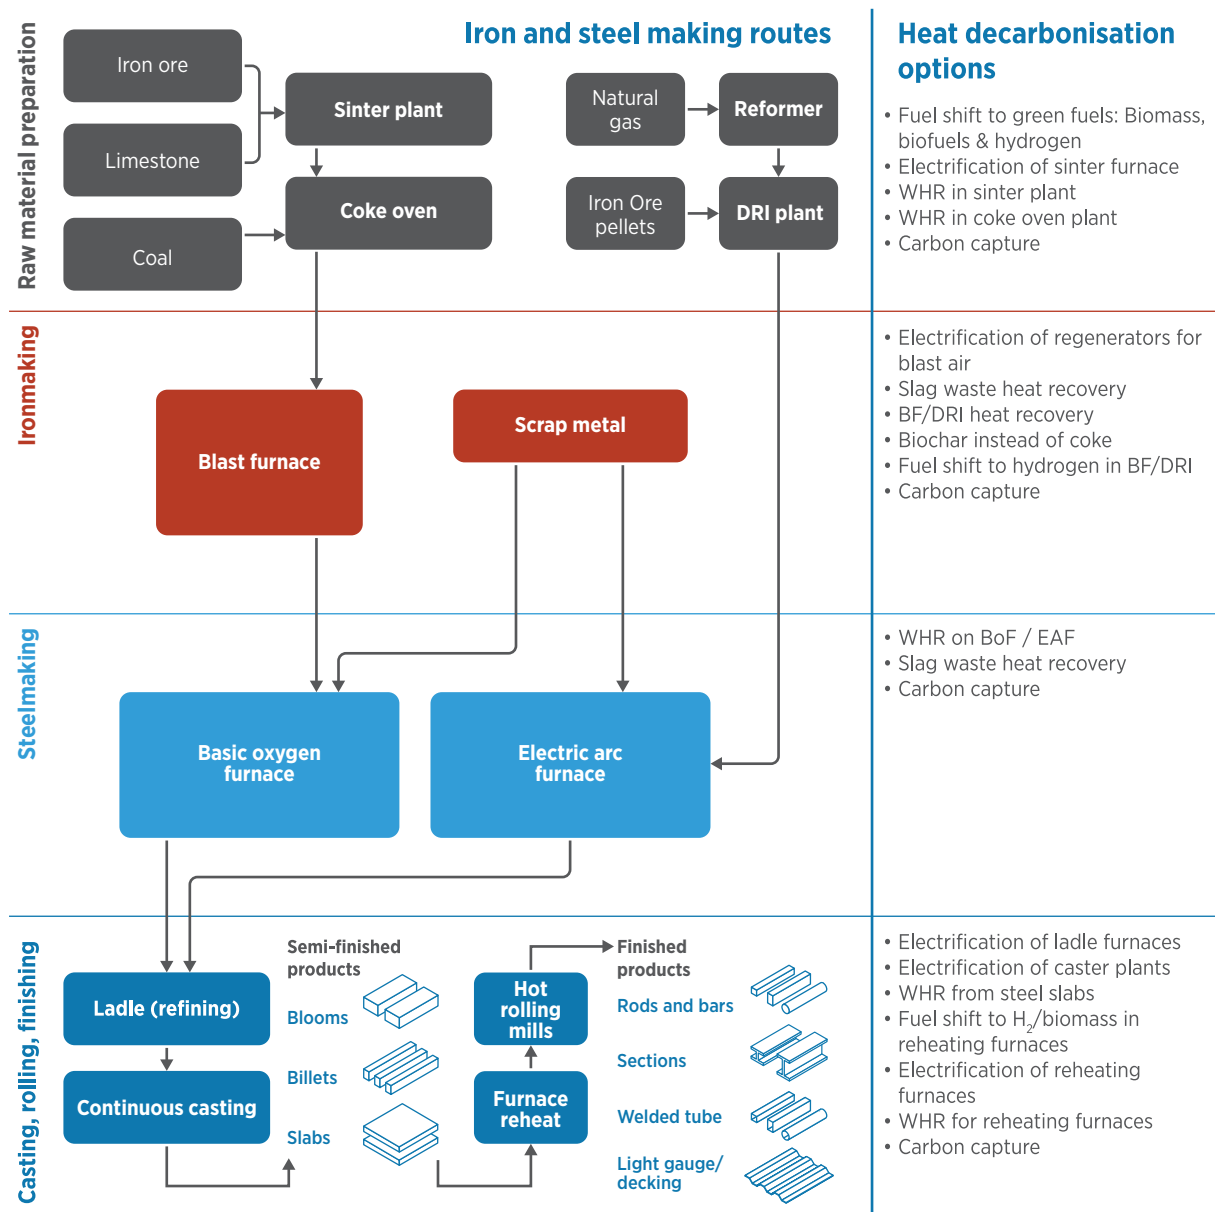 Iron and steel making routes
Heat decarbonisation
options
Raw material preparation
Iron ore
Limestone
Coal
Sinter plant
Coke oven
Natural
gas
Reformer
Iron Ore
pellets
DRI plant
• Fuel shift to green fuels: Biomass,
biofuels & hydrogen
• Electrification of sinter furnace
• WHR in sinter plant
• WHR in coke oven plant
• Carbon capture
Ironmaking
Blast furnace
Scrap metal
• Electrification of regenerators for
blast air
• Slag waste heat recovery
• BF/DRI heat recovery
• Biochar instead of coke
• Fuel shift to hydrogen in BF/DRI
• Carbon capture
Steelmaking
Basic oxygen
furnace
Electric arc
furnace
• WHR on BoF / EAF
• Slag waste heat recovery
• Carbon capture
Casting, rolling, finishing
Ladle (refining)
Continuous casting
Semi-finished
products
Blooms
Billets
Slabs
Hot
rolling
mills
Furnace
reheat
Finished
products
Rods and bars
Sections
Welded tube
Light gauge/
decking
• Electrification of ladle furnaces
• Electrification of caster plants
• WHR from steel slabs
• Fuel shift to H₂/biomass in
reheating furnaces
• Electrification of reheating
furnaces
• WHR for reheating furnaces
• Carbon capture